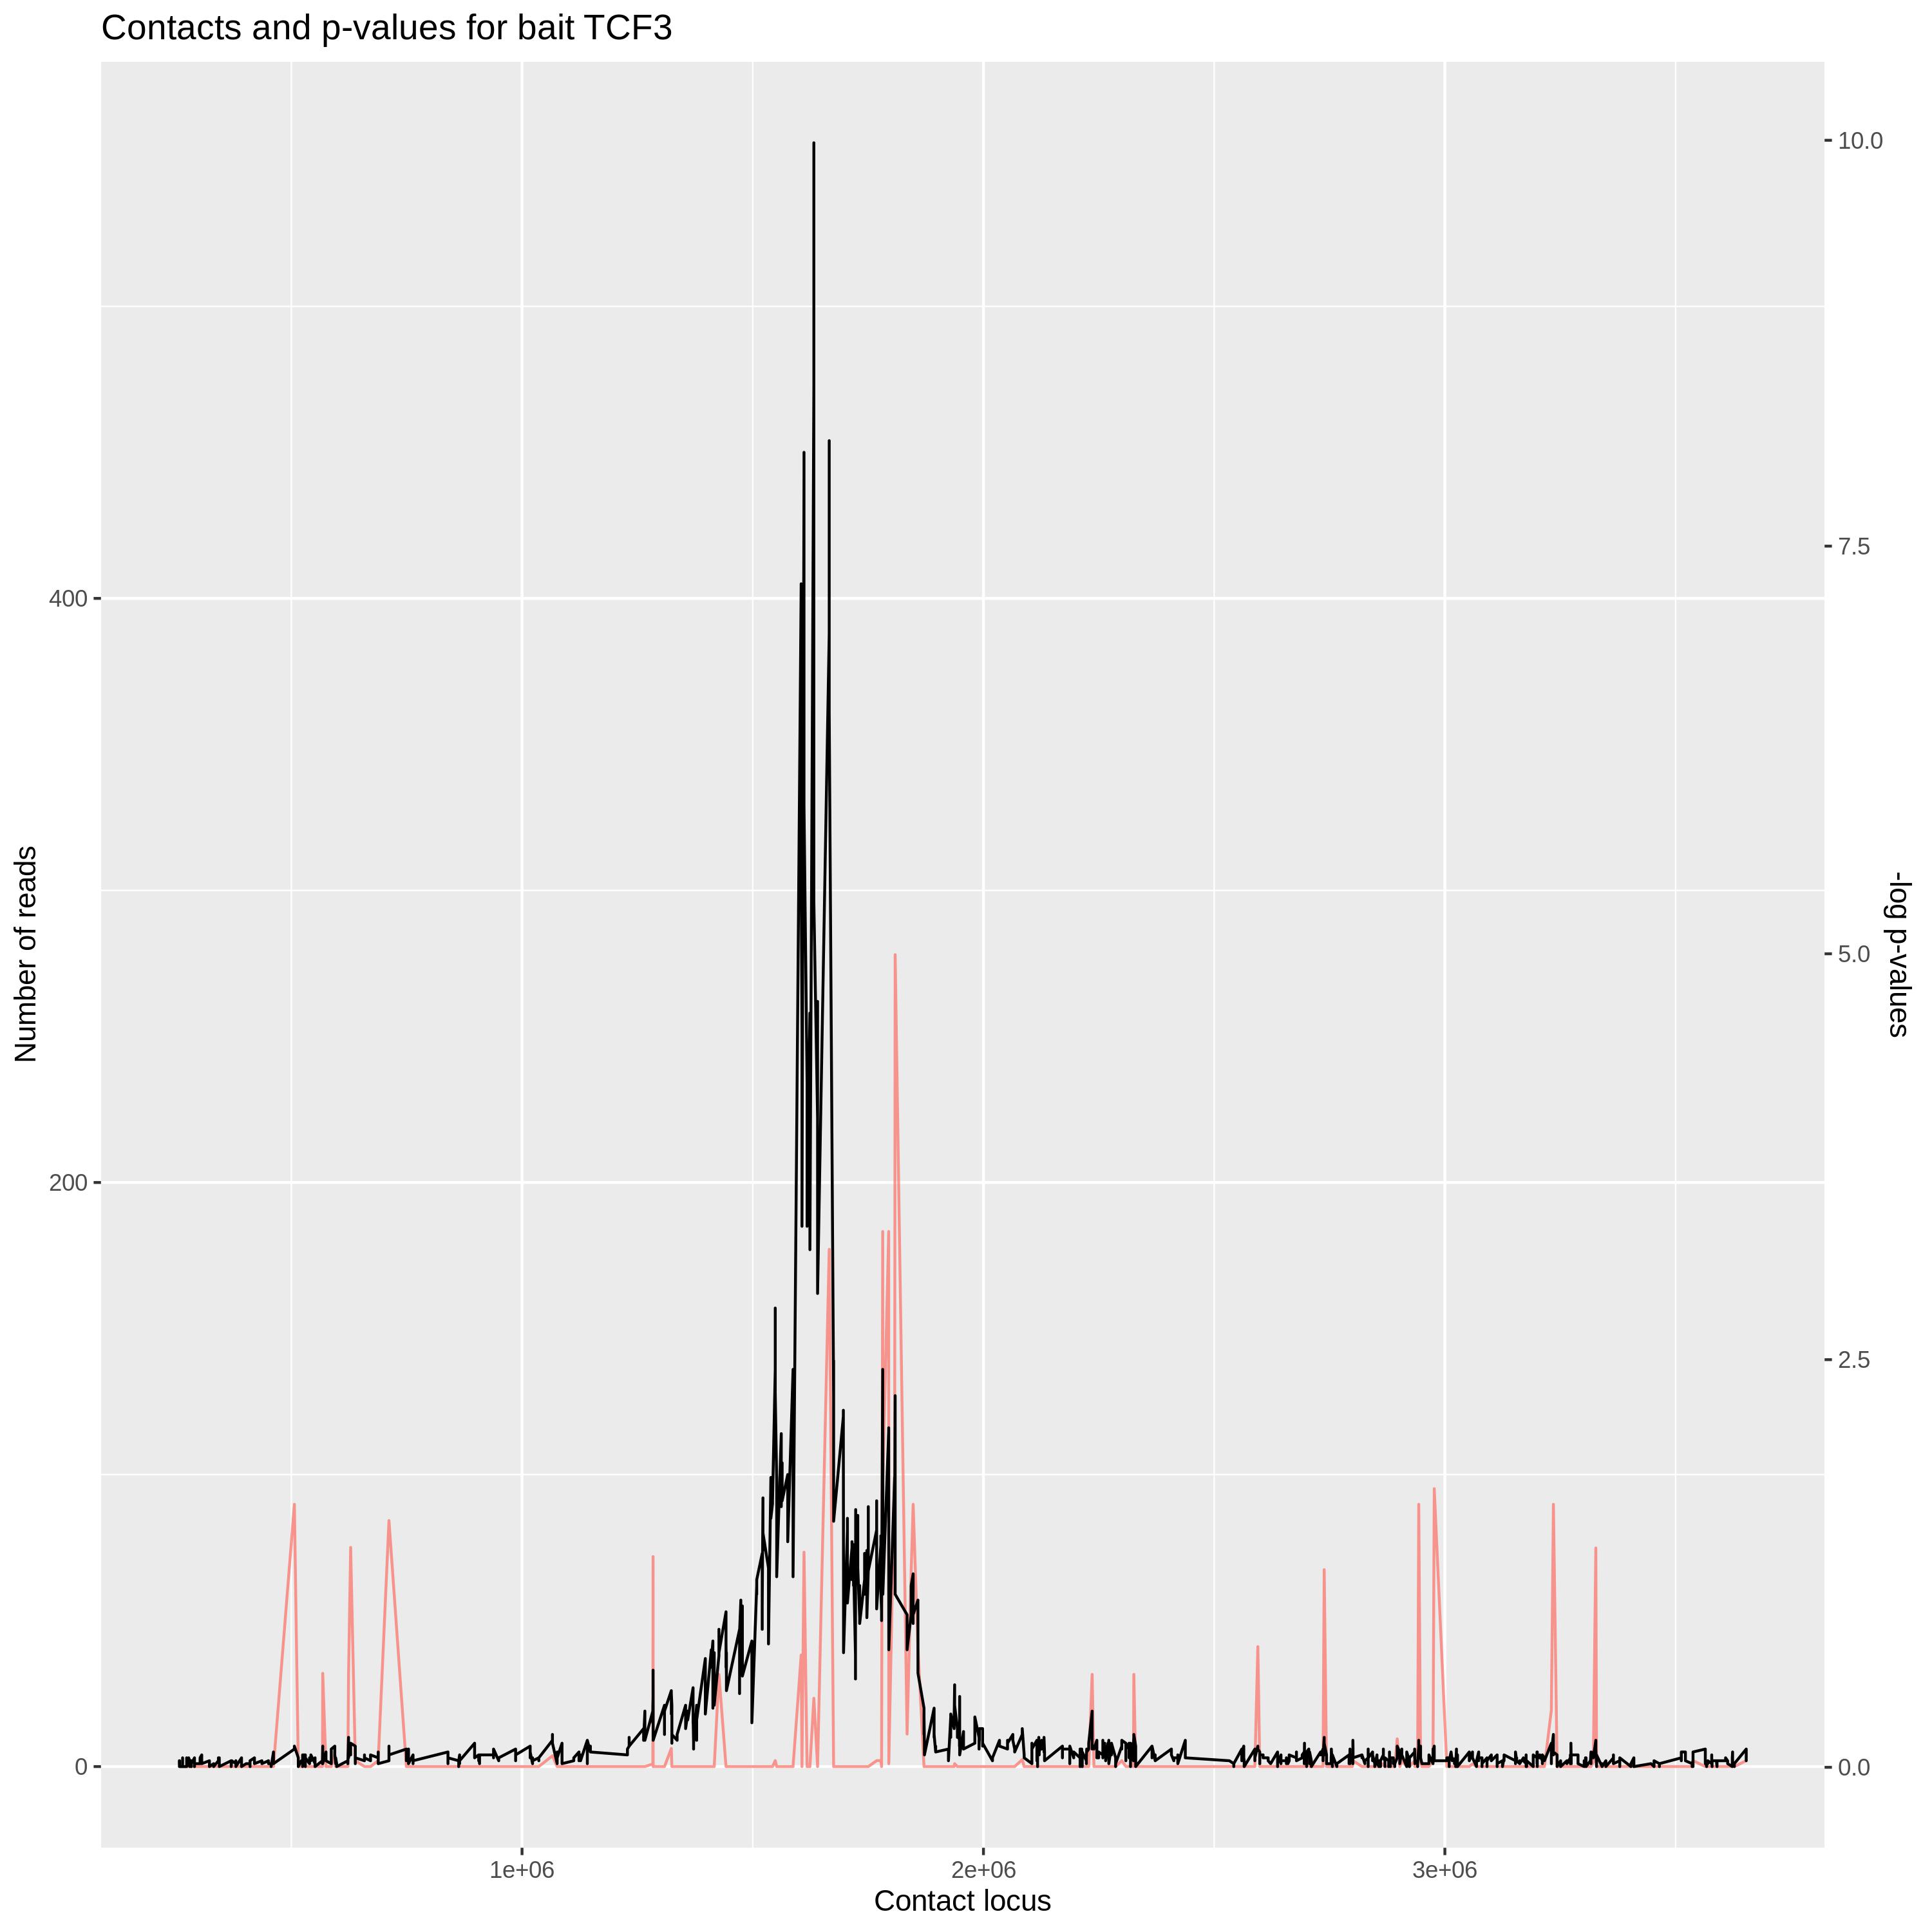 Contacts and p-values for bait TCF3
Number of reads
400
200
0
10.0
7.5
5.0
2.5
0.0
-log p-values
1e+06
2e+06
3e+06
Contact locus